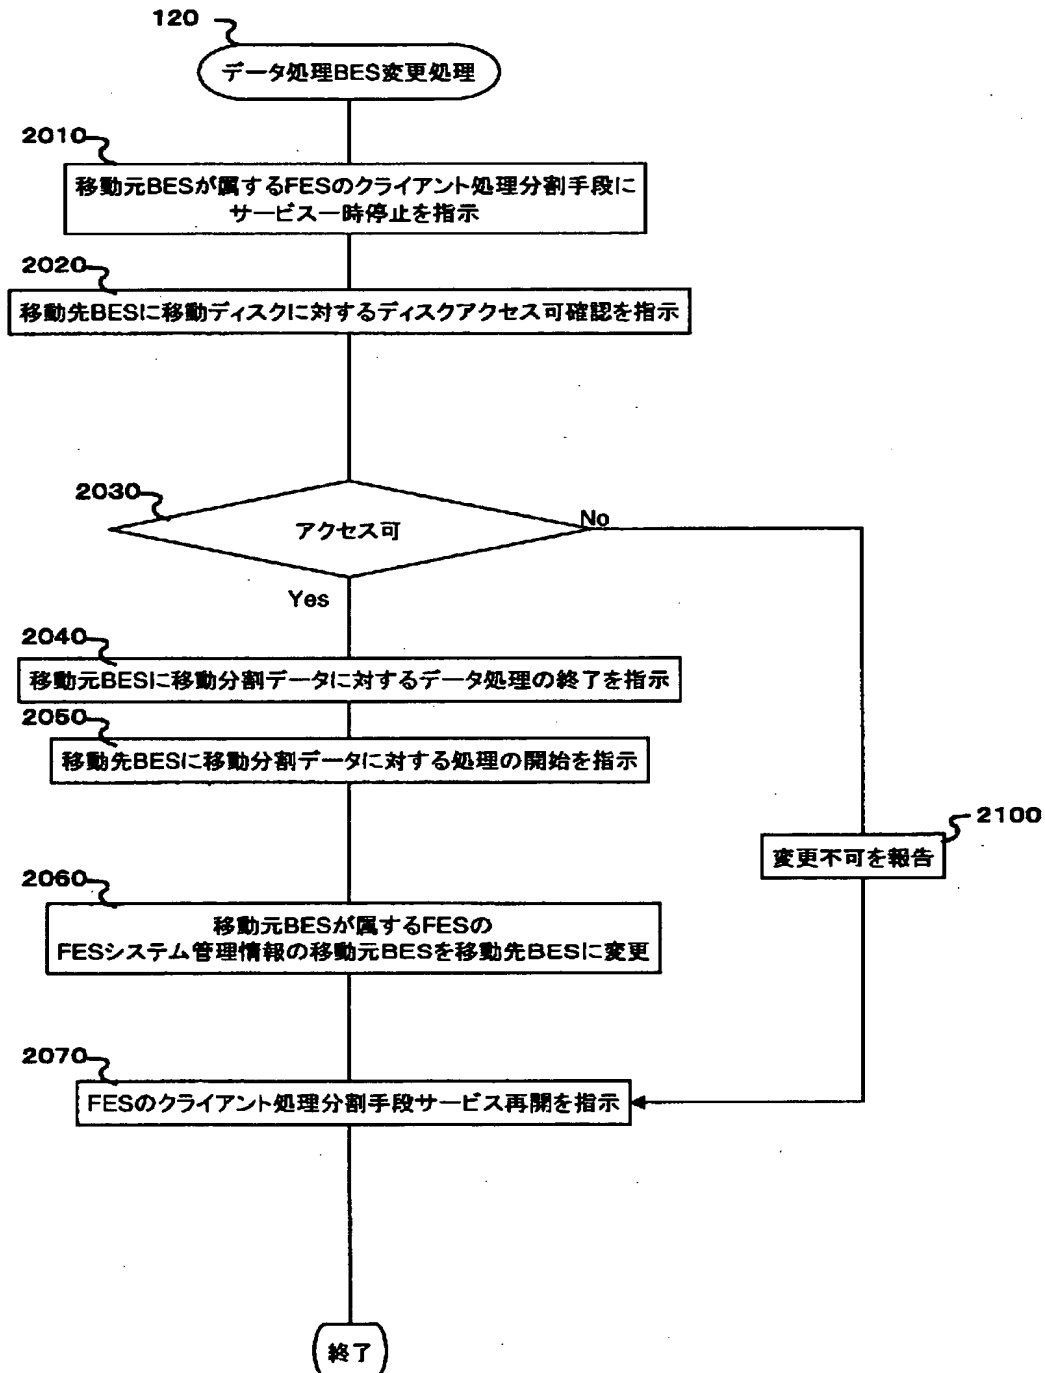 120
データ処理BES変更処理
2010
移動元BESが属するFESのクライアント処理分割手段に
サービス一時停止を指示
2020
移動先BESに移動ディスクに対するディスクアクセス可確認を指示
2030
アクセス可
No
Yes
2040
移動元BESに移動分割データに対するデータ処理の終了を指示
2050
移動先BESに移動分割データに対する処理の開始を指示
2100
変更不可を報告
2060
移動元BESが属するFESの
FESシステム管理情報の移動元BESを移動先BESに変更
2070
FESのクライアント処理分割手段サービス再開を指示
終了